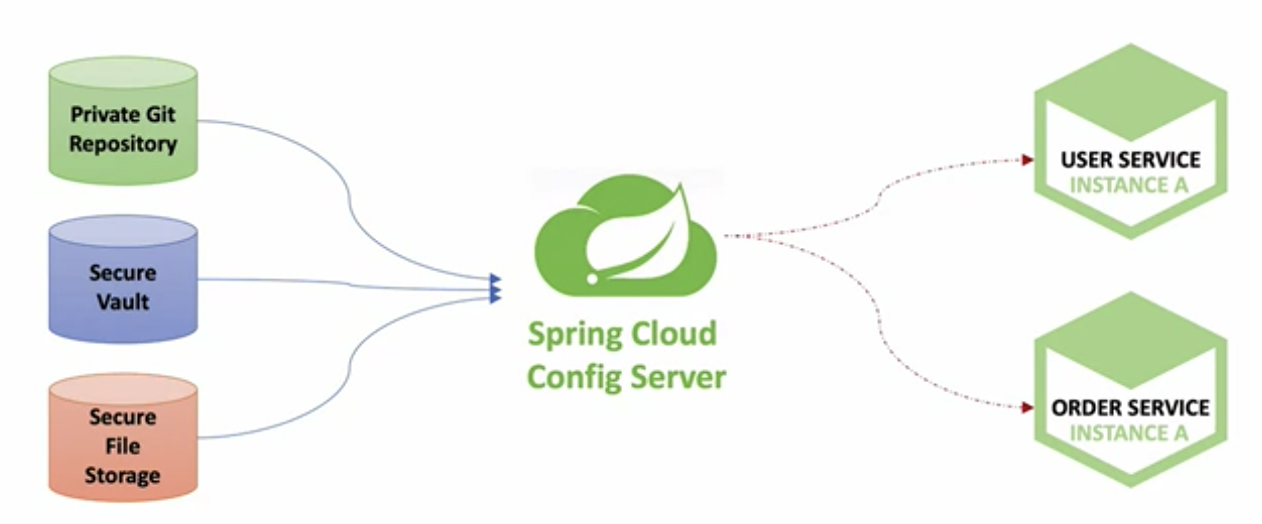 Private Git
Repository
Secure
Vault
Secure
File
Storage
Spring Cloud
Config Server
USER SERVICE
INSTANCE A
ORDER SERVICE
INSTANCE A